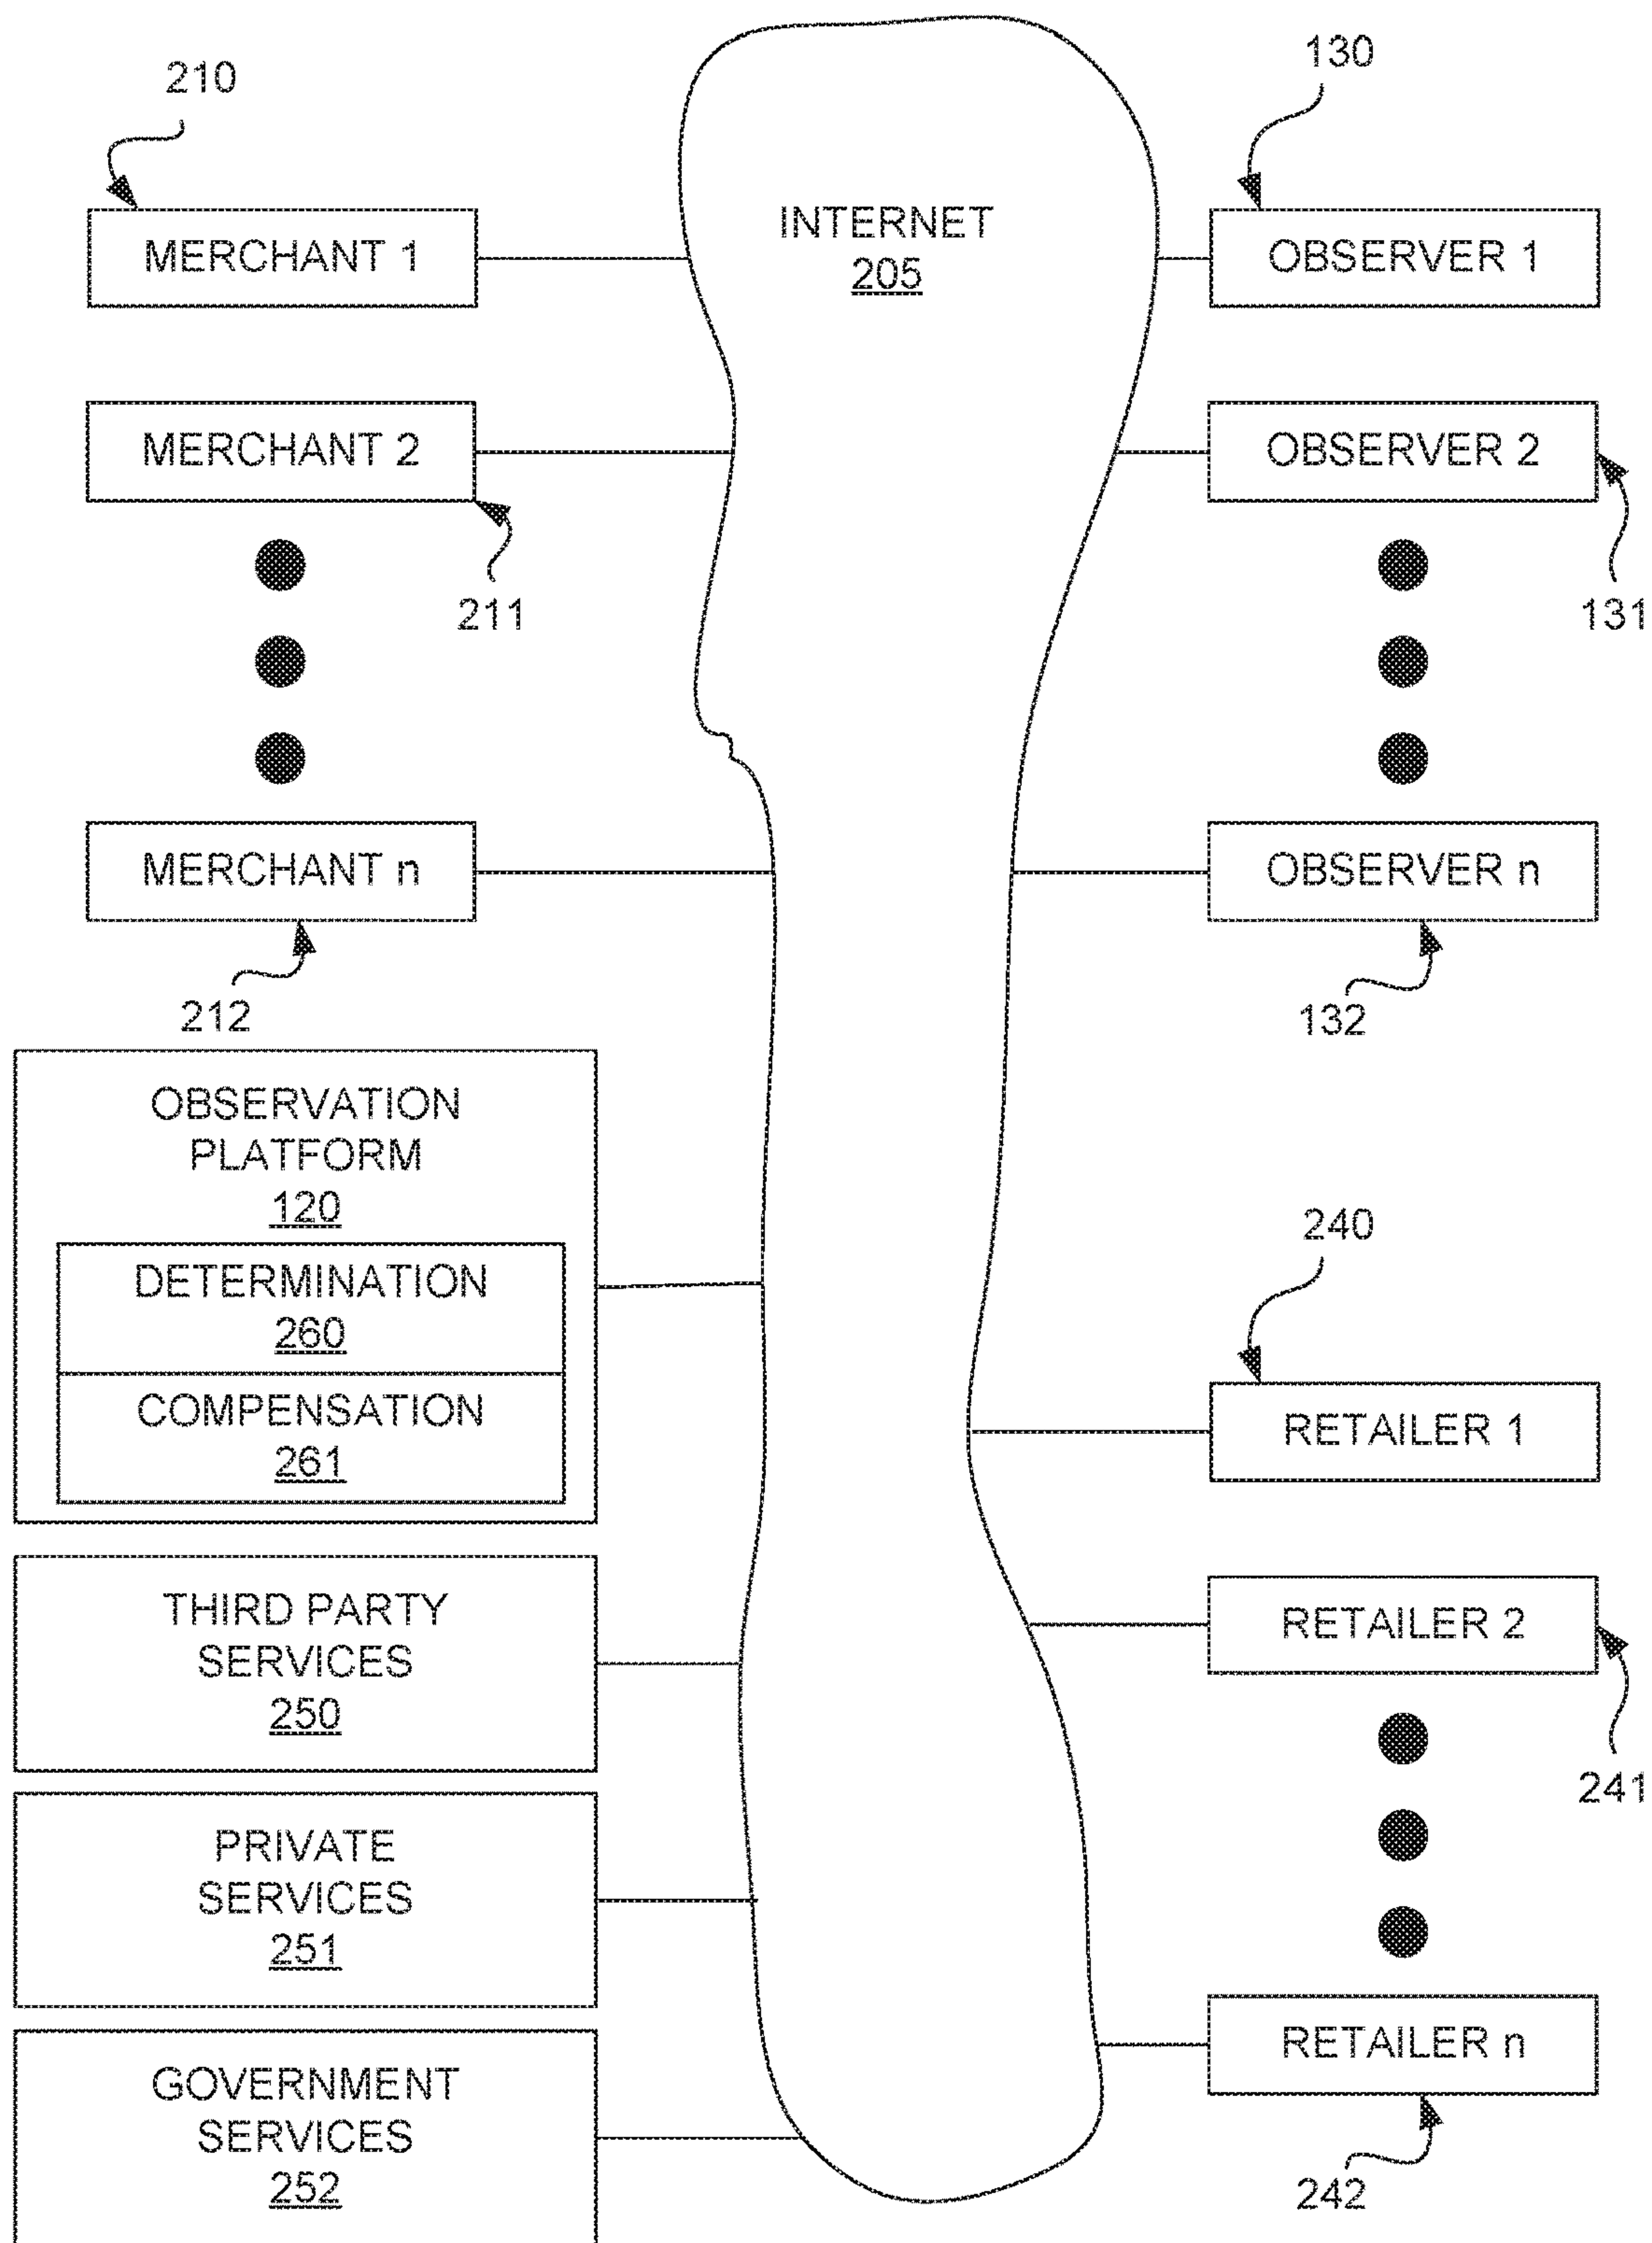 210
130
MERCHANT 1
INTERNET
205
OBSERVER 1
MERCHANT 2
OBSERVER 2
211
131
MERCHANT n
OBSERVER n
212
132
OBSERVATION
PLATFORM
120
DETERMINATION
260
COMPENSATION
261
240
RETAILER 1
THIRD PARTY
SERVICES
250
RETAILER 2
241
PRIVATE
SERVICES
251
RETAILER n
242
GOVERNMENT
SERVICES
252